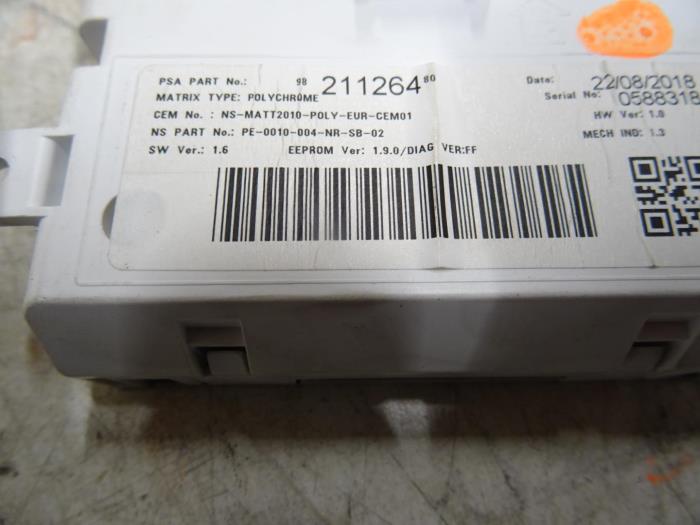 PSA PART No.: 98 211264 80 Date: 22/08/2018
MATRIX TYPE: POLYCHROME Serial No: 0588318
CEM No.: NS-MATT2010-POLY-EUR-CEM01 HW Ver: 1.0
NS PART No.: PE-0010-004-NR-SB-02 MECH IND: 1.3
SW Ver.: 1.6 EEPROM Ver: 1.9.0/DIAG VER:FF